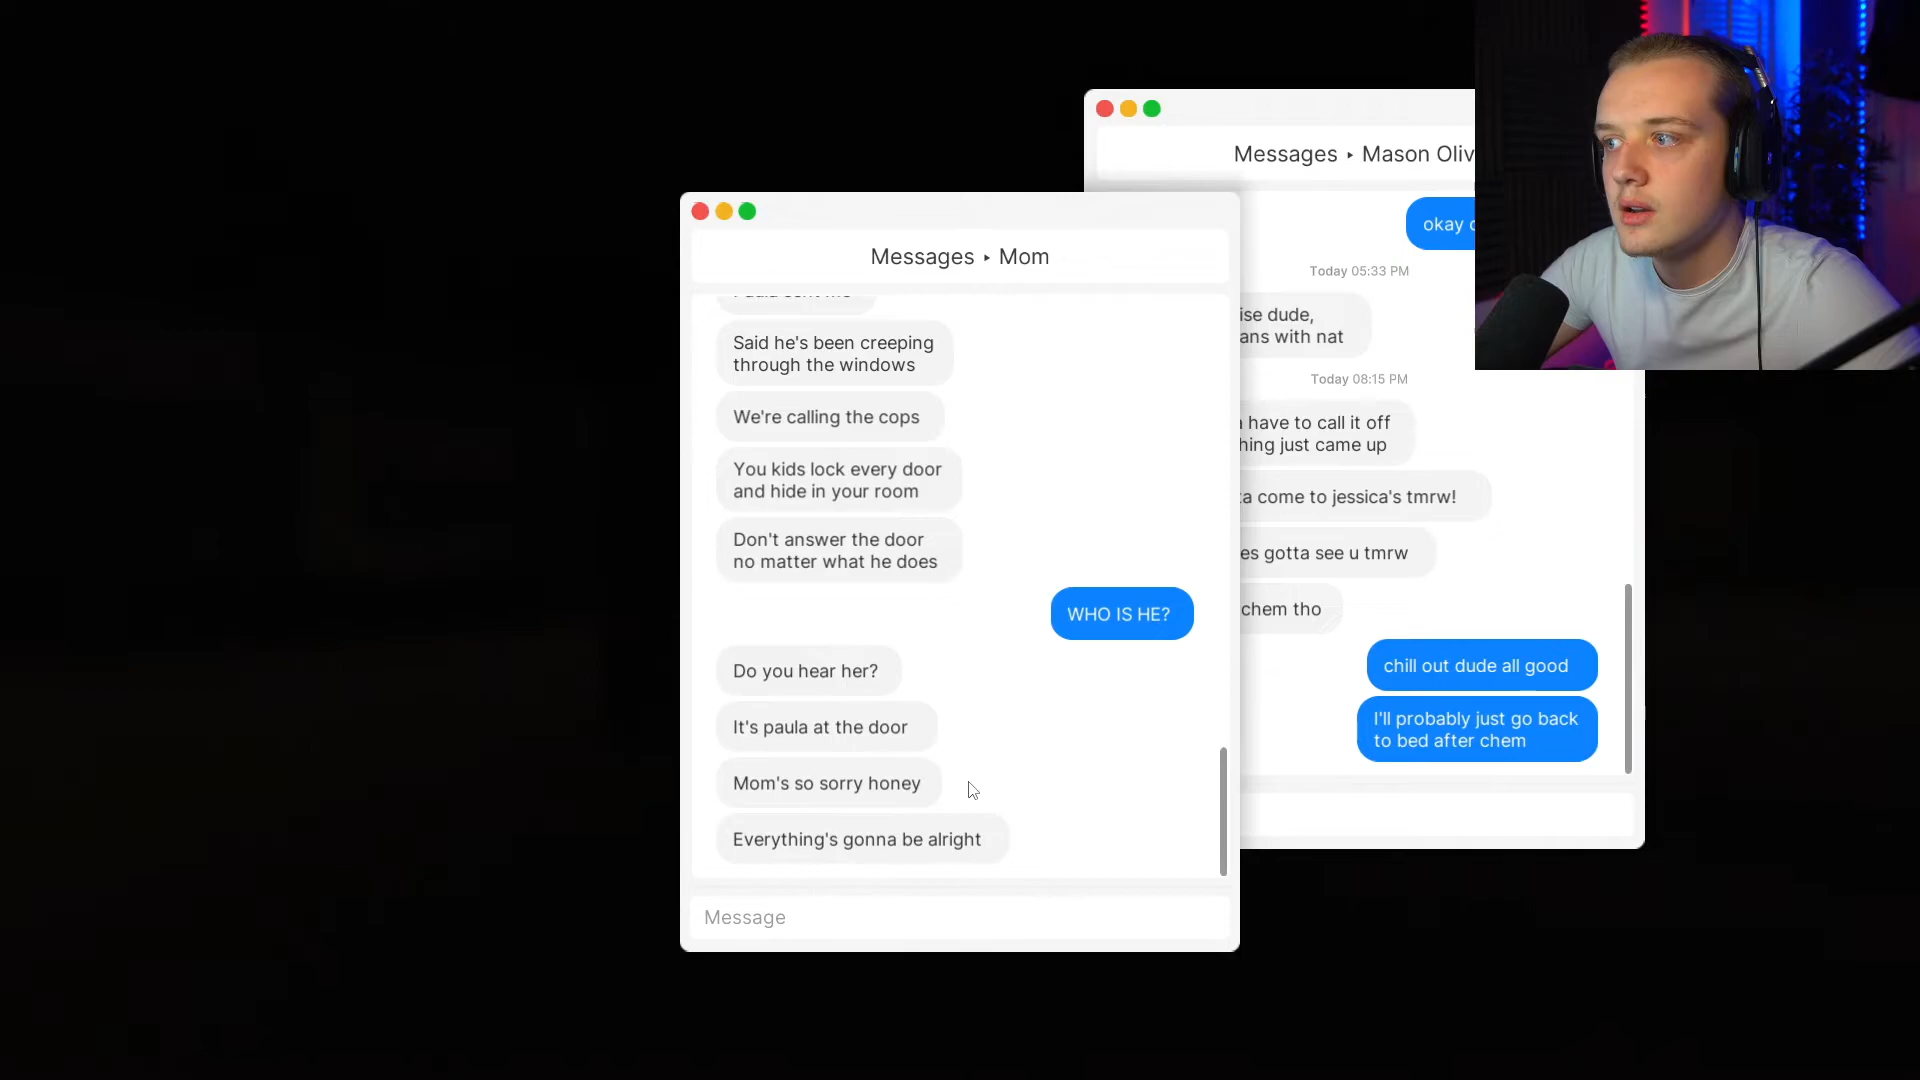 Messages ▸ Mom
Said he's been creeping
through the windows
We're calling the cops
You kids lock every door
and hide in your room
Don't answer the door
no matter what he does
WHO IS HE?
Do you hear her?
It's paula at the door
Mom's so sorry honey
Everything's gonna be alright
Message
Messages ▸ Mason
okay
Today 05:33 PM
dude,
with nat
Today 08:15 PM
have to call it off
just came up
come to jessica's tmrw!
gotta see u tmrw
chem tho
chill out dude all good
I'll probably just go back
to bed after chem